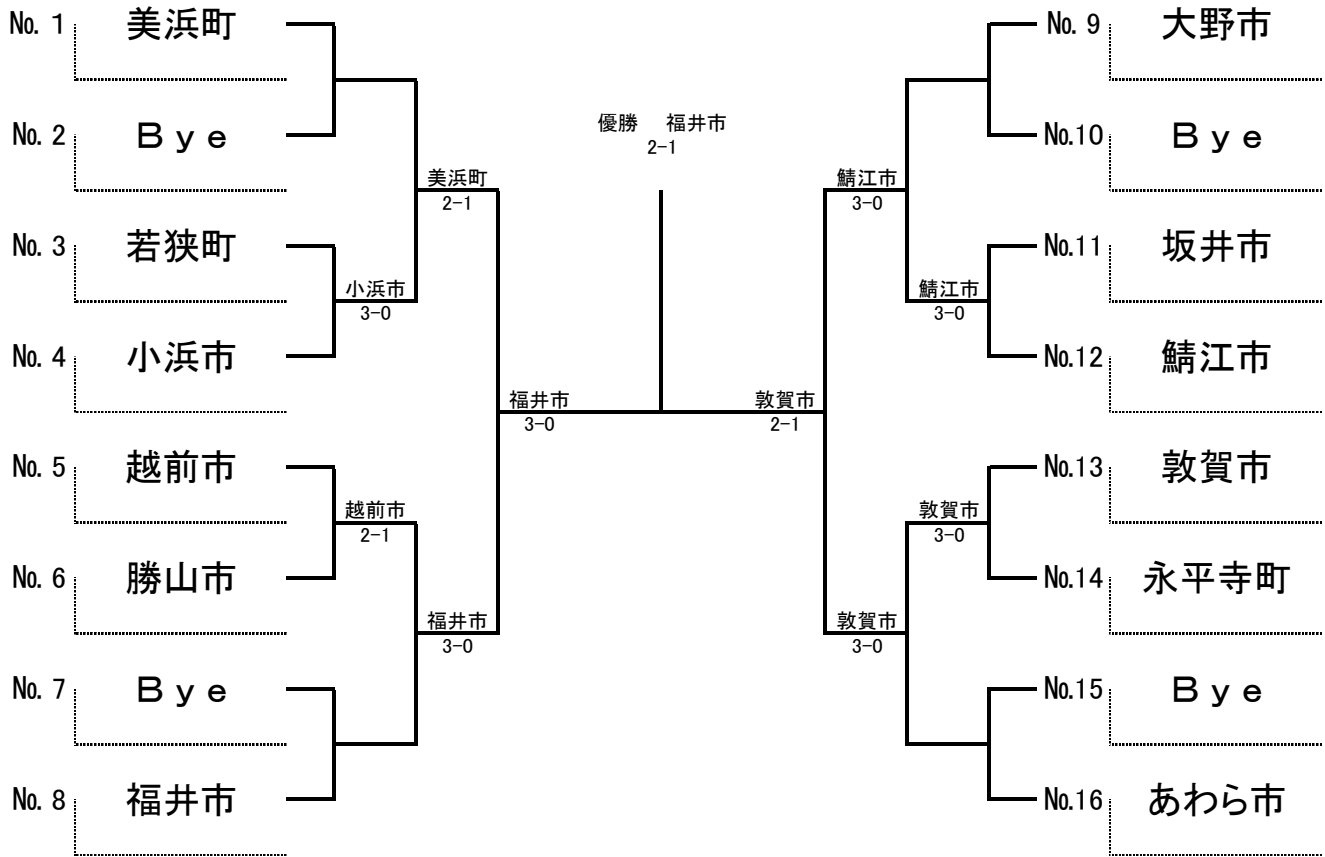 No. 1 美浜町
No. 2 Ｂｙｅ
No. 3 若狭町
No. 4 小浜市
No. 5 越前市
No. 6 勝山市
No. 7 Ｂｙｅ
No. 8 福井市
小浜市
3-0
越前市
2-1
美浜町
2-1
福井市
3-0
福井市
3-0
優勝 福井市
2-1
敦賀市
2-1
鯖江市
3-0
敦賀市
3-0
鯖江市
3-0
敦賀市
3-0
No. 9 大野市
No.10 Ｂｙｅ
No.11 坂井市
No.12 鯖江市
No.13 敦賀市
No.14 永平寺町
No.15 Ｂｙｅ
No.16 あわら市